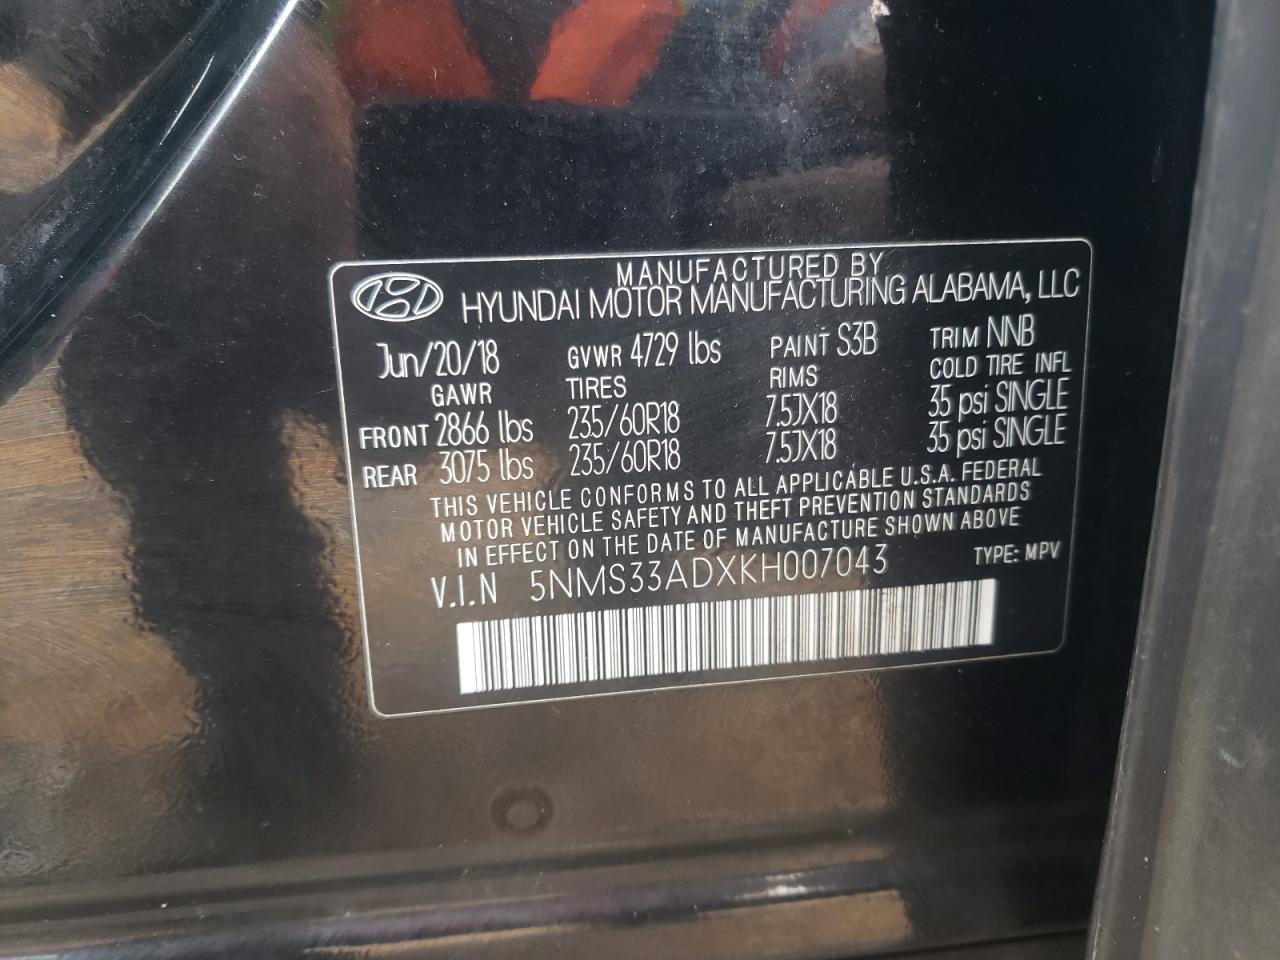 MANUFACTURED BY
HYUNDAI MOTOR MANUFACTURING ALABAMA, LLC
Jun/20/18 GVWR 4729 lbs PAINT S3B TRIM NNB
GAWR TIRES RIMS COLD TIRE INFL
FRONT 2866 lbs 235/60R18 7.5JX18 35 psi SINGLE
REAR 3075 lbs 235/60R18 7.5JX18 35 psi SINGLE
THIS VEHICLE CONFORMS TO ALL APPLICABLE U.S.A. FEDERAL
MOTOR VEHICLE SAFETY AND THEFT PREVENTION STANDARDS
IN EFFECT ON THE DATE OF MANUFACTURE SHOWN ABOVE
V.I.N 5NMS33ADXKH007043 TYPE: MPV